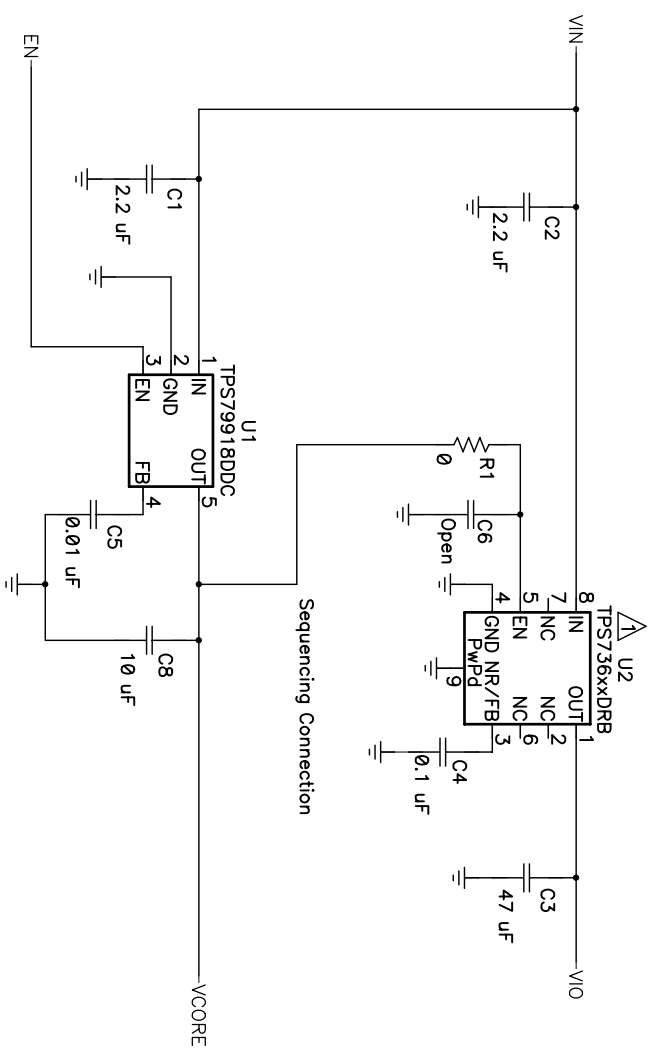 VIN
C2
2.2 uF
1
U2
TPS736xxDRB
8 IN
OUT 1
7 NC
NC 2
5 EN
NC 6
4 GND
NR/FB 3
PwPd
9
C3
47 uF
VIO
R1
0
C6
Open
C4
0.1 uF
Sequencing Connection
C1
2.2 uF
U1
TPS79918DDC
1 IN
OUT 5
2 GND
3 EN
FB 4
C5
0.01 uF
C8
10 uF
VCORE
EN